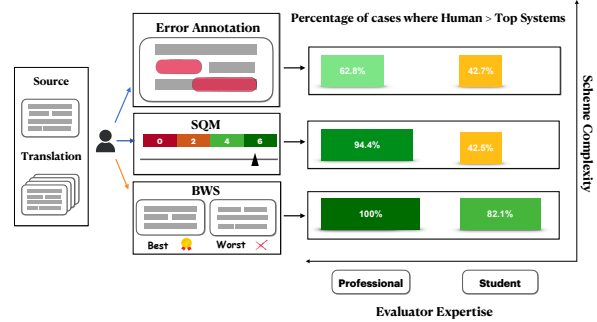 Error Annotation
Percentage of cases where Human > Top Systems
Source
Translation
62.8%
42.7%
SQM
0 2 4 6
94.4%
42.5%
BWS
Best
Worst
100%
82.1%
Scheme Complexity
Professional
Student
Evaluator Expertise